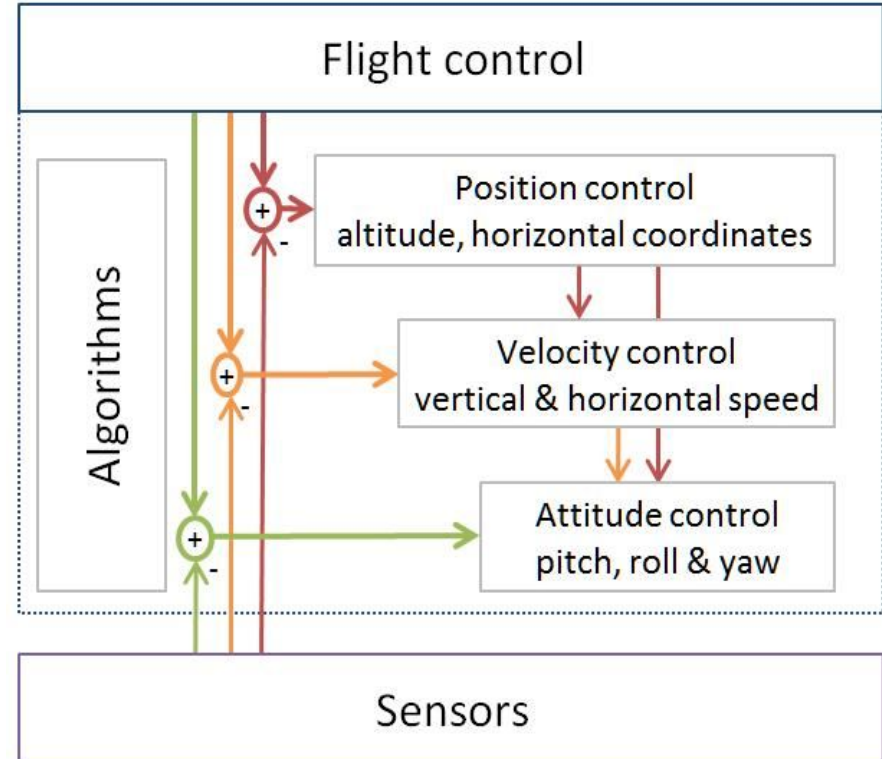 Flight control
Algorithms
+
-
Position control
altitude, horizontal coordinates
+
-
Velocity control
vertical & horizontal speed
+
-
Attitude control
pitch, roll & yaw
Sensors